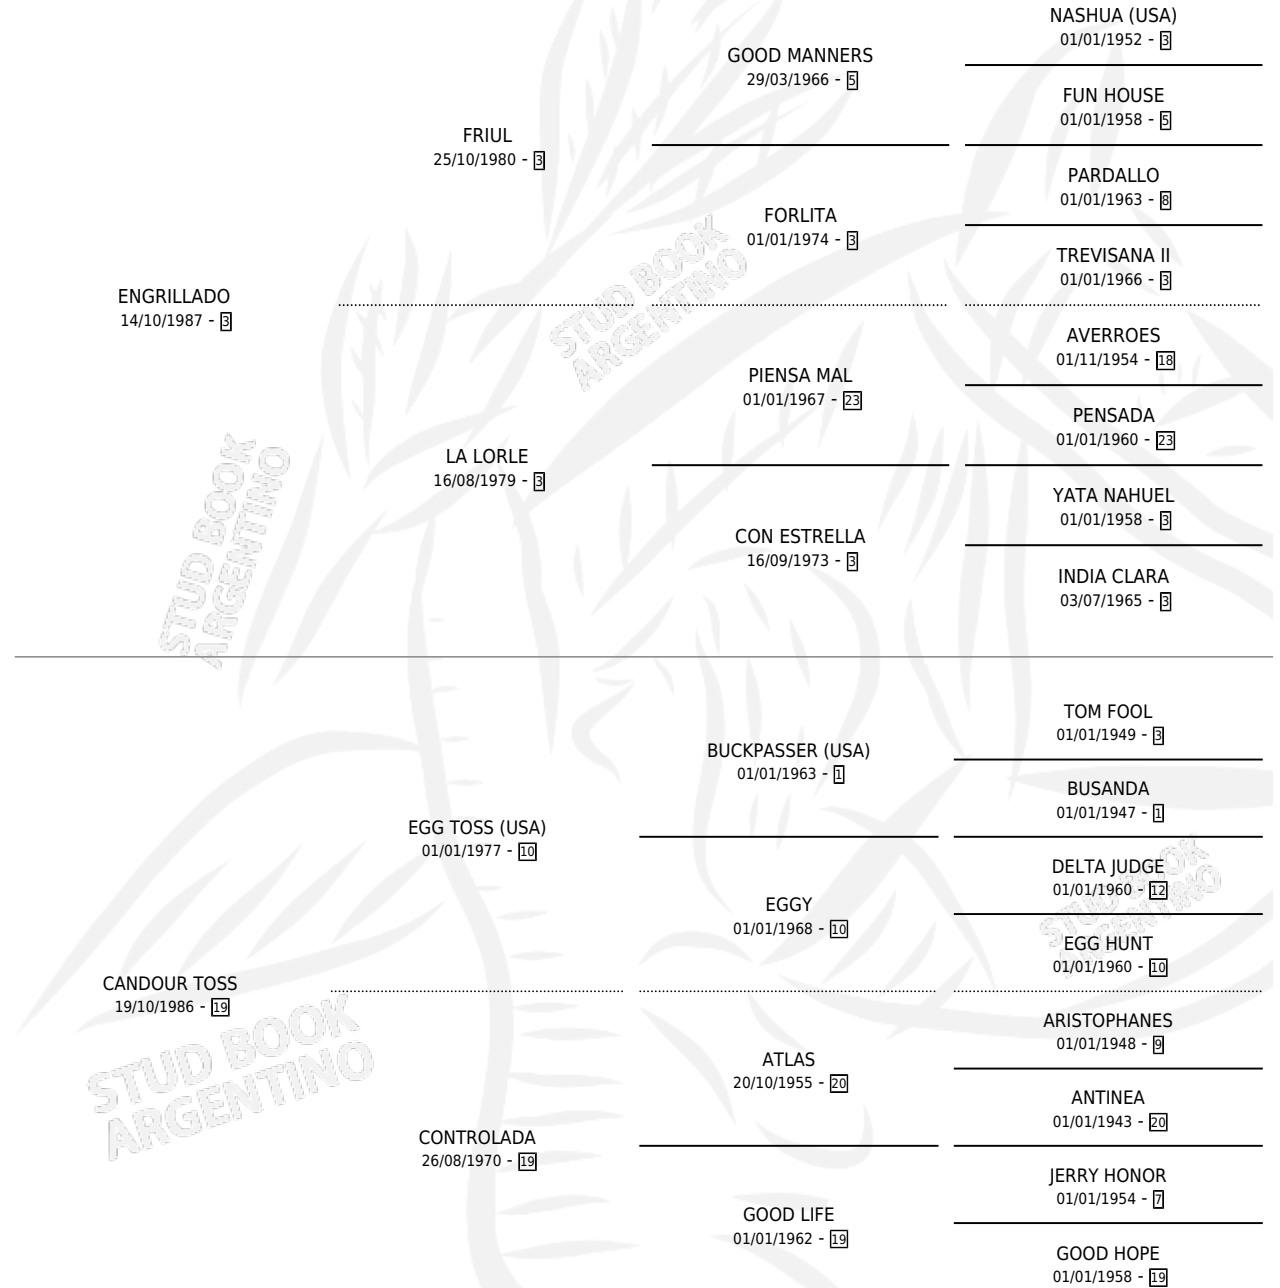 NASHUA (USA)
01/01/1952 - 3
GOOD MANNERS
29/03/1966 - 5
FUN HOUSE
01/01/1958 - 5
FRIUL
25/10/1980 - 3
PARDALLO
01/01/1963 - 8
FORLITA
01/01/1974 - 3
TREVISANA II
01/01/1966 - 3
ENGRILLADO
14/10/1987 - 3
AVERROES
01/11/1954 - 18
PIENSA MAL
01/01/1967 - 23
PENSADA
01/01/1960 - 23
LA LORLE
16/08/1979 - 3
YATA NAHUEL
01/01/1958 - 3
CON ESTRELLA
16/09/1973 - 3
INDIA CLARA
03/07/1965 - 3
STUD BOOK
ARGENTINO
STUD BOOK
ARGENTINO
TOM FOOL
01/01/1949 - 3
BUCKPASSER (USA)
01/01/1963 - 1
BUSANDA
01/01/1947 - 1
EGG TOSS (USA)
01/01/1977 - 10
DELTA JUDGE
01/01/1960 - 12
EGGY
01/01/1968 - 10
EGG HUNT
01/01/1960 - 10
STUD BOOK
ARGENTINO
CANDOUR TOSS
19/10/1986 - 19
ARISTOPHANES
01/01/1948 - 9
ATLAS
20/10/1955 - 20
ANTINEA
01/01/1943 - 20
CONTROLADA
26/08/1970 - 19
JERRY HONOR
01/01/1954 - 7
GOOD LIFE
01/01/1962 - 19
GOOD HOPE
01/01/1958 - 19
STUD BOOK
ARGENTINO